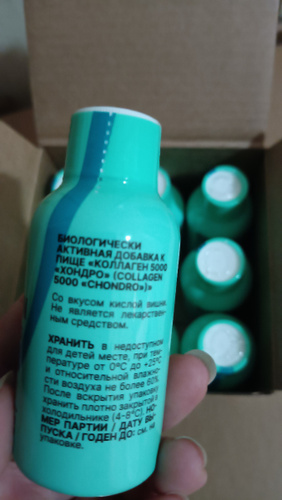 БИОЛОГИЧЕСКИ
АКТИВНАЯ ДОБАВКА К
ПИЩЕ «КОЛЛАГЕН 5000
«ХОНДРО» (COLLAGEN
5000 «CHONDRO»)»
Со вкусом кислой вишни.
Не является лекарствен-
ным средством.
ХРАНИТЬ в недоступном
для детей месте, при тем-
пературе от 0°С до +25°С
и относительной влажно-
сти воздуха не более 60%.
После вскрытия упаковки
хранить плотно закрытой в
холодильнике (4-8°С). НО-
МЕР ПАРТИИ / ДАТУ ВЫ-
ПУСКА / ГОДЕН ДО: см. на
упаковке.